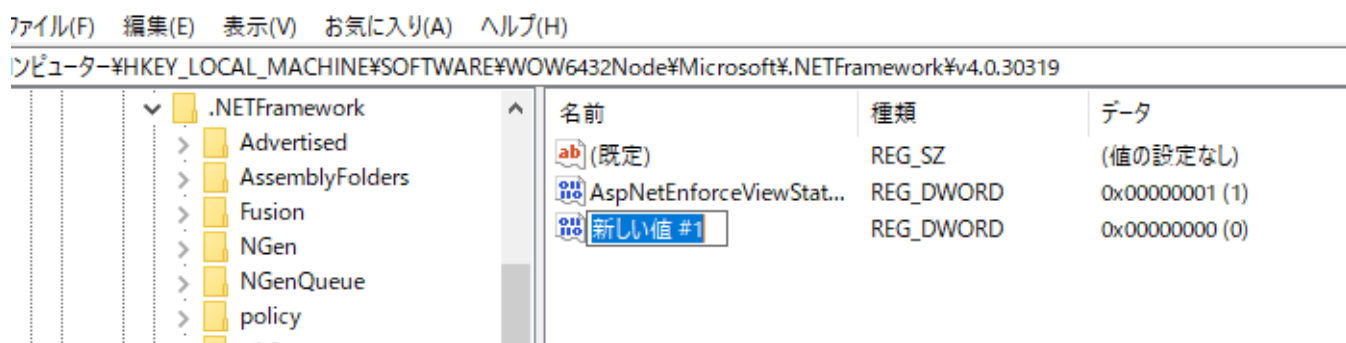 ファイル(F) 編集(E) 表示(V) お気に入り(A) ヘルプ(H)
コンピューター¥HKEY_LOCAL_MACHINE¥SOFTWARE¥WOW6432Node¥Microsoft¥.NETFramework¥v4.0.30319
.NETFramework
Advertised
AssemblyFolders
Fusion
NGen
NGenQueue
policy
名前 種類 データ
(既定) REG_SZ (値の設定なし)
AspNetEnforceViewStat... REG_DWORD 0x00000001 (1)
新しい値 #1 REG_DWORD 0x00000000 (0)